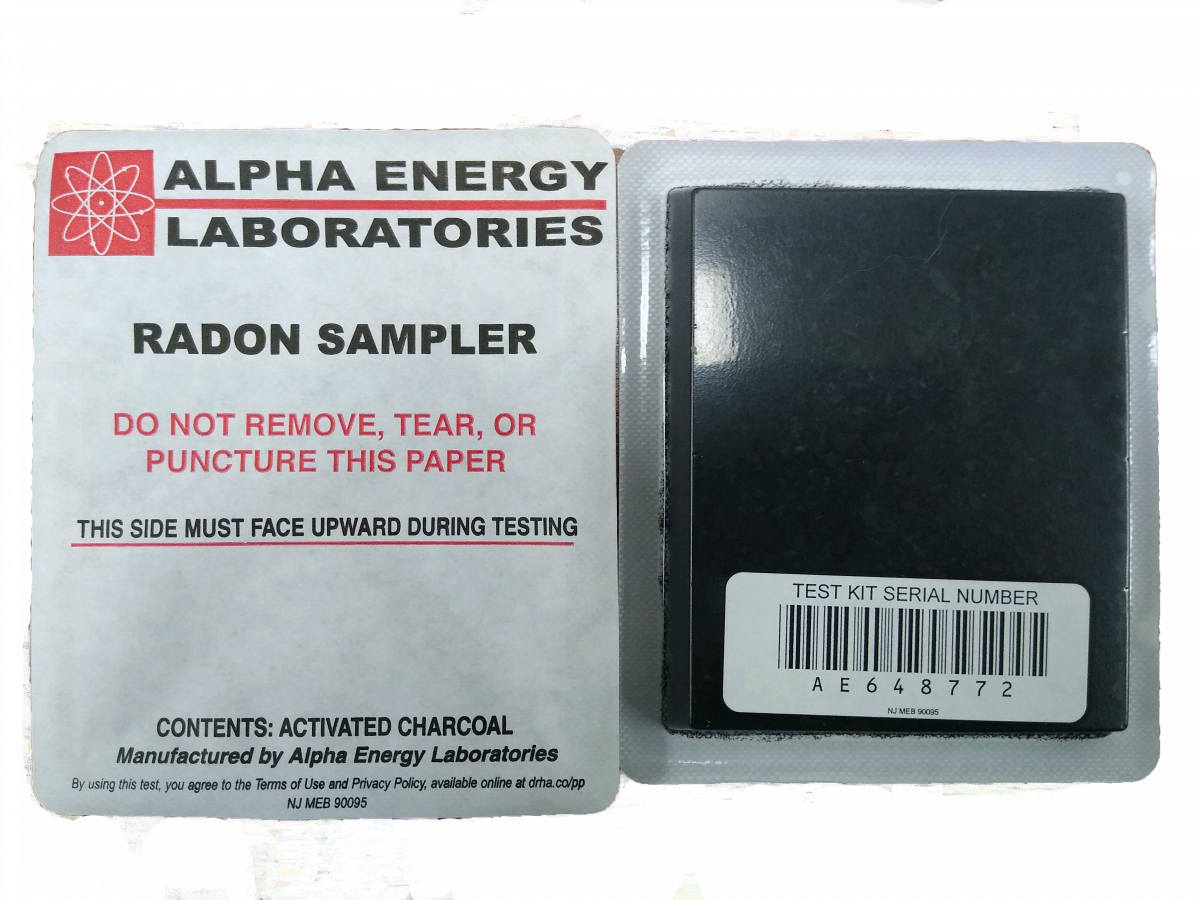 ALPHA ENERGY
LABORATORIES
RADON SAMPLER
DO NOT REMOVE, TEAR, OR
PUNCTURE THIS PAPER
THIS SIDE MUST FACE UPWARD DURING TESTING
CONTENTS: ACTIVATED CHARCOAL
Manufactured by Alpha Energy Laboratories
By using this test, you agree to the Terms of Use and Privacy Policy, available online at drha.co/pp
NJ MEB 90095
TEST KIT SERIAL NUMBER
AE648772
NJ MEB 90095